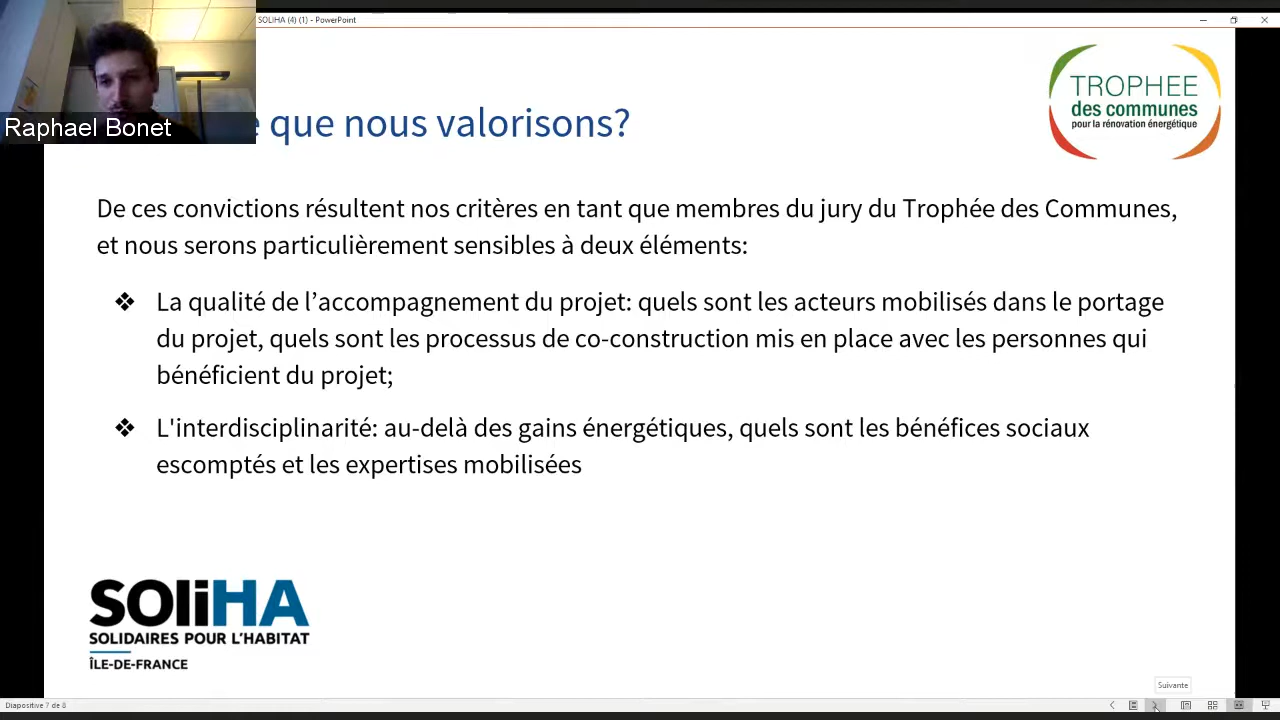 SOLIHA (4) (1) - PowerPoint
Raphael Bonet
que nous valorisons?
TROPHEE
des communes
pour la rénovation énergétique
De ces convictions résultent nos critères en tant que membres du jury du Trophée des Communes,
et nous serons particulièrement sensibles à deux éléments:
❖ La qualité de l’accompagnement du projet: quels sont les acteurs mobilisés dans le portage
du projet, quels sont les processus de co-construction mis en place avec les personnes qui
bénéficient du projet;
❖ L'interdisciplinarité: au-delà des gains énergétiques, quels sont les bénéfices sociaux
escomptés et les expertises mobilisées
SOliHA
SOLIDAIRES POUR L’HABITAT
ÎLE-DE-FRANCE
Suivante
Diapositive 7 de 8